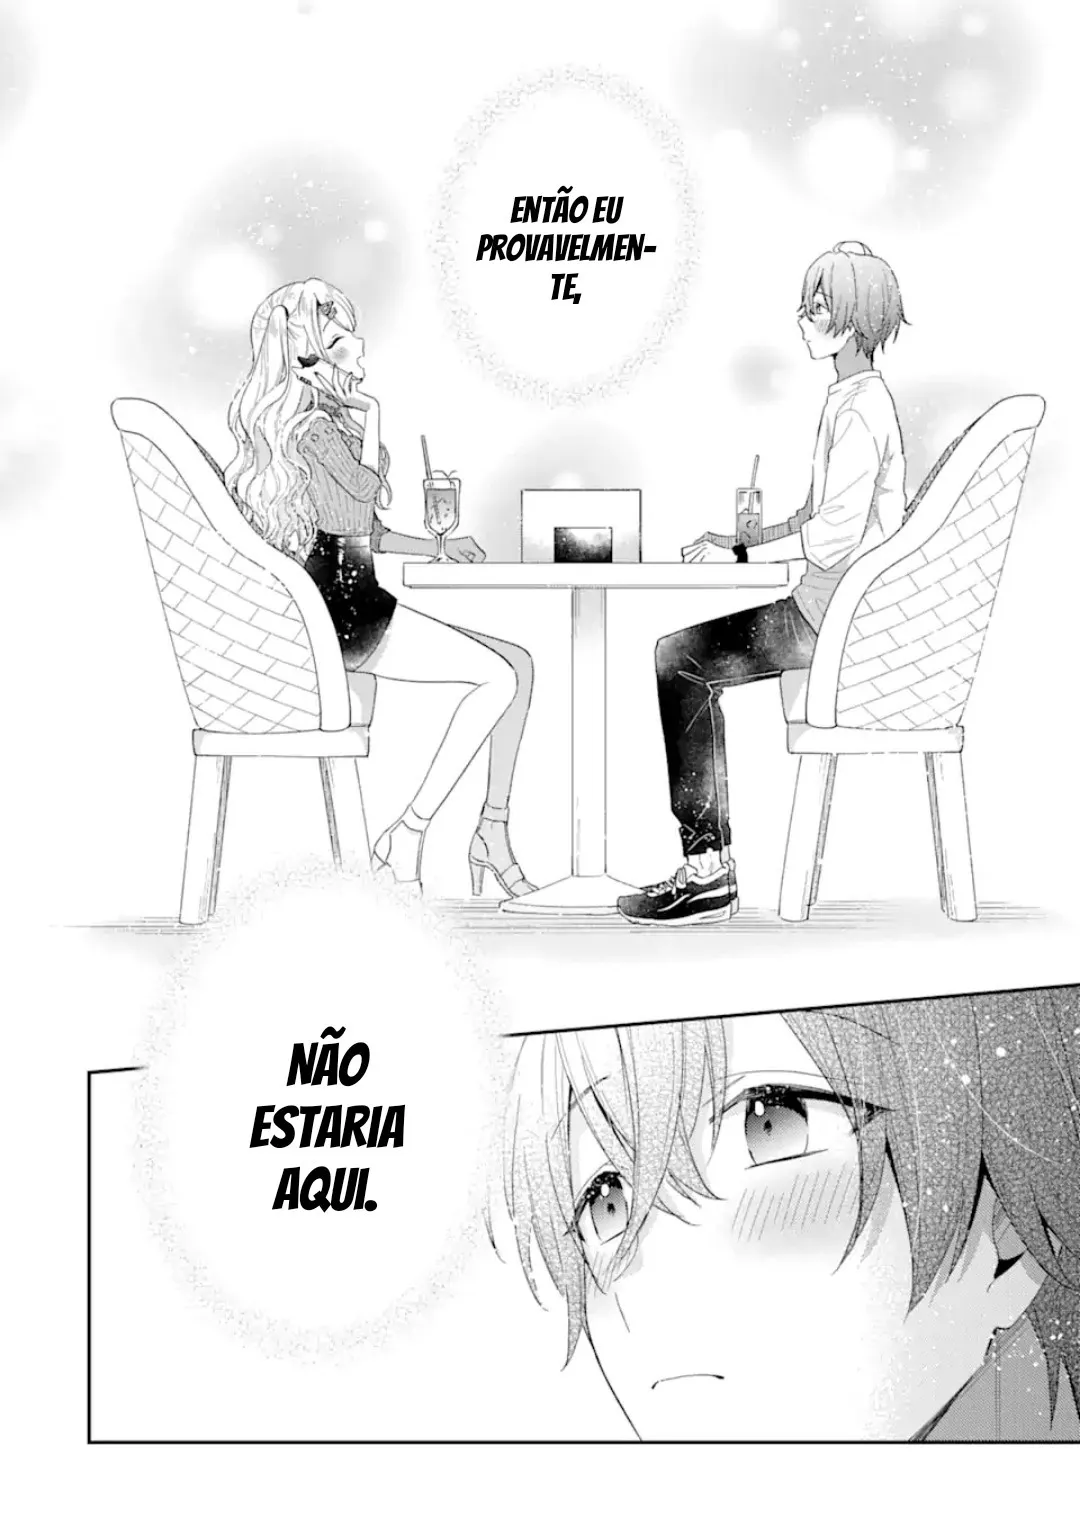 ENTÃO EU
PROVAVELMEN-
TE,
NÃO
ESTARIA
AQUI.